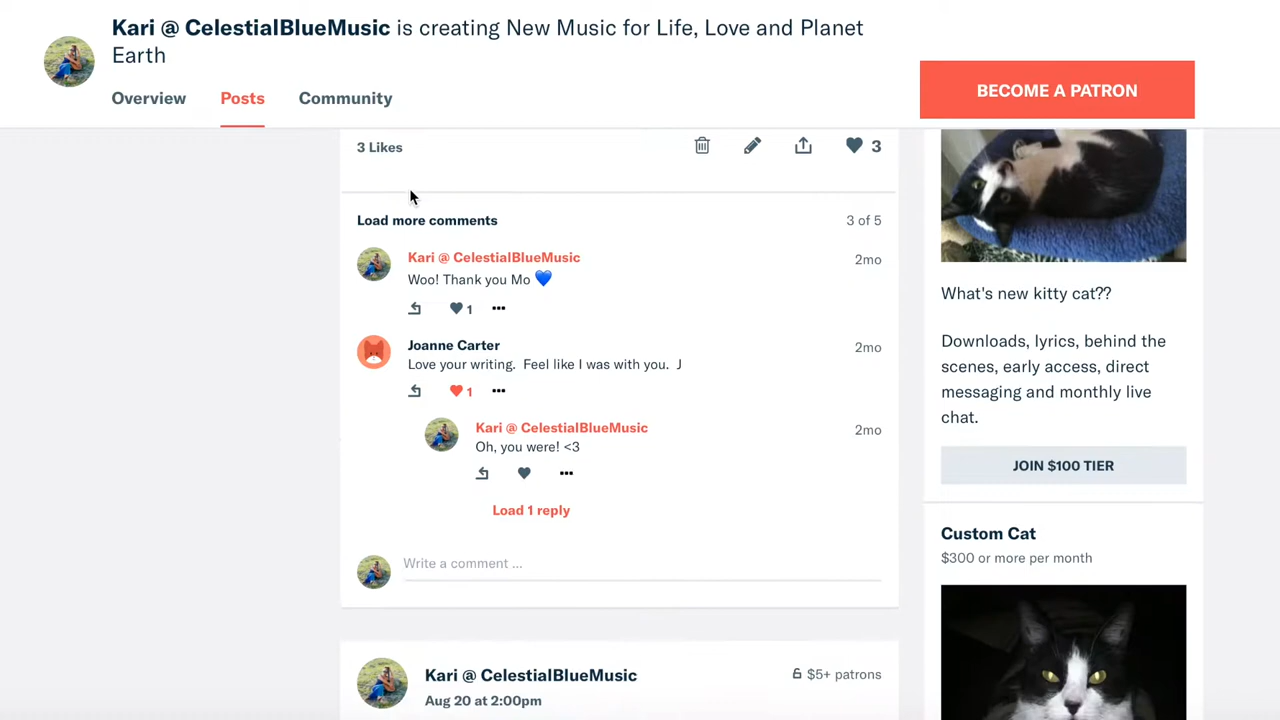 Kari @ CelestialBlueMusic is creating New Music for Life, Love and Planet
Earth
Overview Posts Community
BECOME A PATRON
3 Likes
3
Load more comments
3 of 5
Kari @ CelestialBlueMusic
2mo
Woo! Thank you Mo 💙
1
Joanne Carter
2mo
Love your writing.  Feel like I was with you.  J
1
Kari @ CelestialBlueMusic
2mo
Oh, you were! <3
Load 1 reply
Write a comment ...
Kari @ CelestialBlueMusic
$5+ patrons
Aug 20 at 2:00pm
What's new kitty cat??
Downloads, lyrics, behind the
scenes, early access, direct
messaging and monthly live
chat.
JOIN $100 TIER
Custom Cat
$300 or more per month